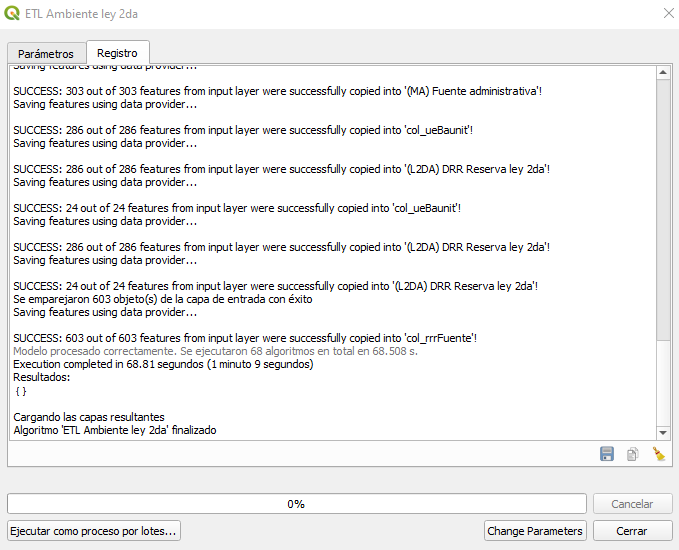 ETL Ambiente ley 2da
Parámetros
Registro
Saving features using data provider...
SUCCESS: 303 out of 303 features from input layer were successfully copied into '(MA) Fuente administrativa'!
Saving features using data provider...
SUCCESS: 286 out of 286 features from input layer were successfully copied into 'col_ueBaunit'!
Saving features using data provider...
SUCCESS: 286 out of 286 features from input layer were successfully copied into '(L2DA) DRR Reserva ley 2da'!
Saving features using data provider...
SUCCESS: 24 out of 24 features from input layer were successfully copied into 'col_ueBaunit'!
Saving features using data provider...
SUCCESS: 286 out of 286 features from input layer were successfully copied into '(L2DA) DRR Reserva ley 2da'!
Saving features using data provider...
SUCCESS: 24 out of 24 features from input layer were successfully copied into '(L2DA) DRR Reserva ley 2da'!
Se emparejaron 603 objeto(s) de la capa de entrada con éxito
Saving features using data provider...
SUCCESS: 603 out of 603 features from input layer were successfully copied into 'col_rrrFuente'!
Modelo procesado correctamente. Se ejecutaron 68 algoritmos en total en 68.508 s.
Execution completed in 68.81 segundos (1 minuto 9 segundos)
Resultados:
{}
Cargando las capas resultantes
Algoritmo 'ETL Ambiente ley 2da' finalizado
0%
Cancelar
Ejecutar como proceso por lotes...
Change Parameters
Cerrar